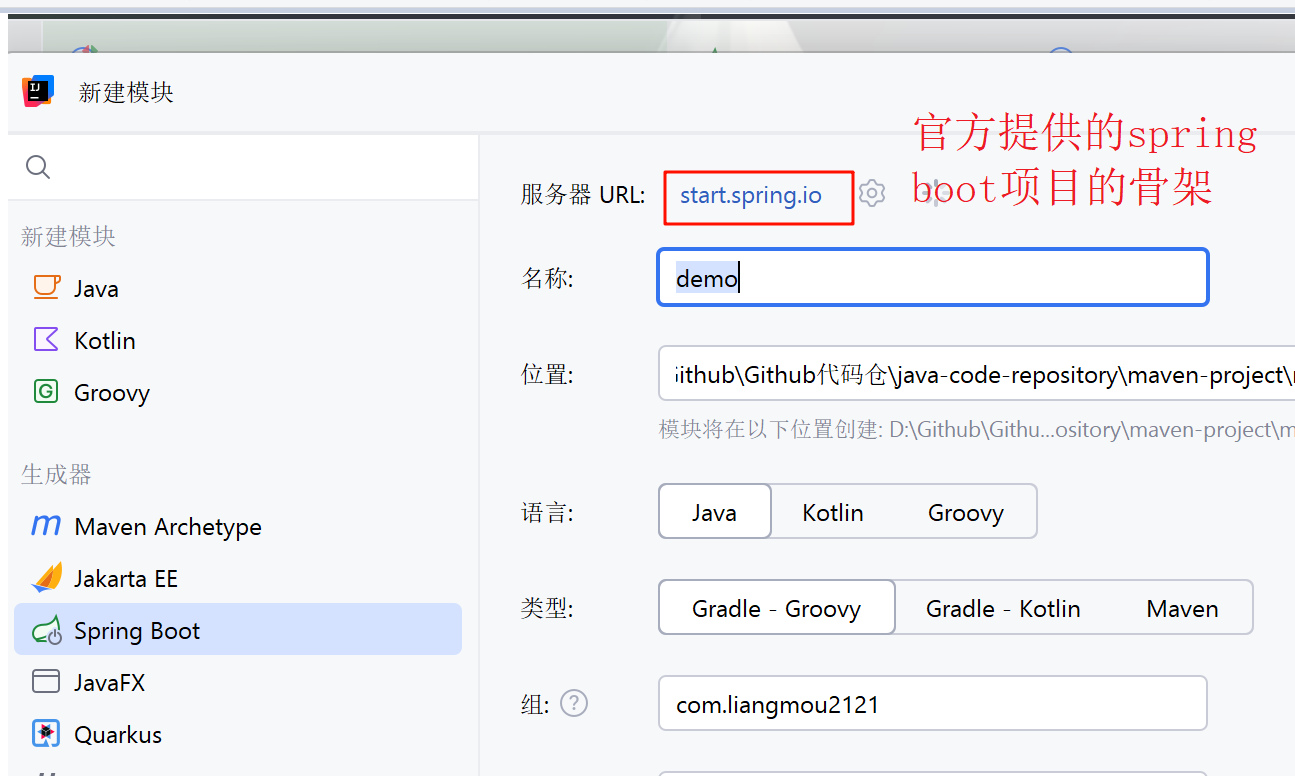 新建模块
官方提供的spring
boot项目的骨架
服务器 URL: start.spring.io
新建模块
名称: demo
Java
Kotlin
位置: Github\Github代码仓\java-code-repository\maven-project\
Groovy
模块将在以下位置创建: D:\Github\Githu...ository\maven-project\m
生成器
语言: Java Kotlin Groovy
Maven Archetype
Jakarta EE
类型: Gradle - Groovy Gradle - Kotlin Maven
Spring Boot
JavaFX
组: ? com.liangmou2121
Quarkus